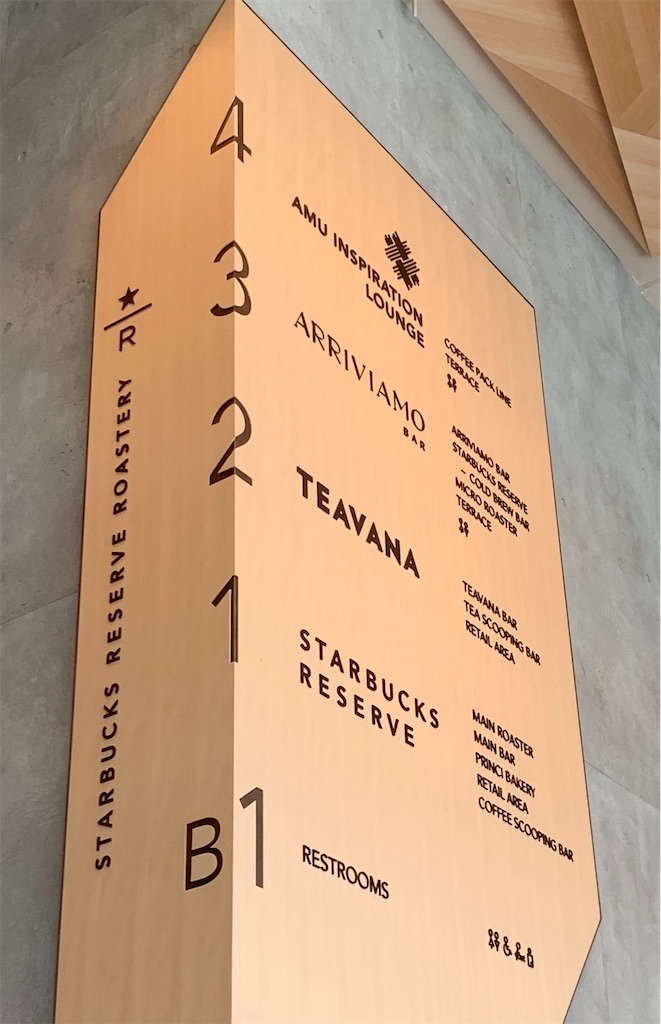 STARBUCKS RESERVE ROASTERY
R
4
AMU INSPIRATION
LOUNGE
COFFEE PACK LINE
TERRACE
3
ARRIVIAMO
BAR
ARRIVIAMO BAR
STARBUCKS RESERVE
– COLD BREW BAR
MICRO ROASTER
TERRACE
2
TEAVANA
TEAVANA BAR
TEA SCOOPING BAR
RETAIL AREA
1
STARBUCKS
RESERVE
MAIN ROASTER
MAIN BAR
PRINCI BAKERY
RETAIL AREA
COFFEE SCOOPING BAR
B1
RESTROOMS